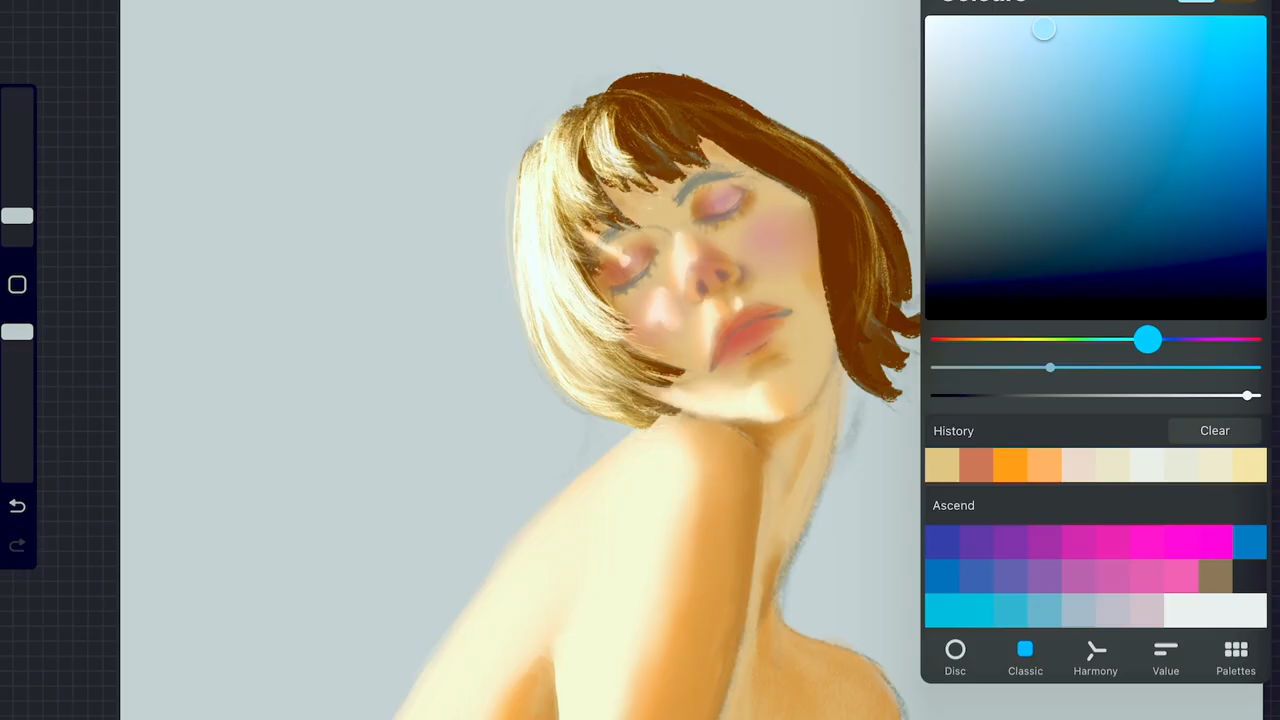 History
Clear
Ascend
Disc
Classic
Harmony
Value
Palettes